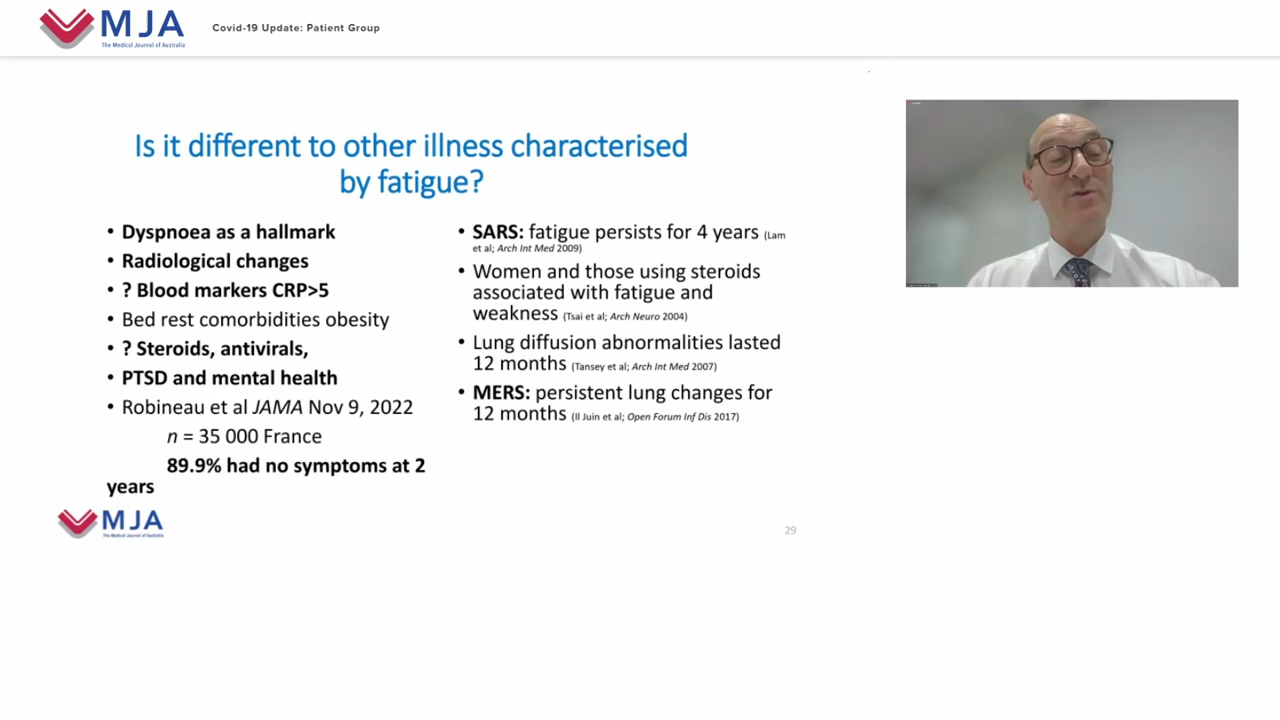 MJA
The Medical Journal of Australia
Covid-19 Update: Patient Group
Is it different to other illness characterised
by fatigue?
• Dyspnoea as a hallmark
• Radiological changes
• ? Blood markers CRP>5
• Bed rest comorbidities obesity
• ? Steroids, antivirals,
• PTSD and mental health
• Robineau et al JAMA Nov 9, 2022
n = 35 000 France
89.9% had no symptoms at 2
years
• SARS: fatigue persists for 4 years (Lam
et al; Arch Int Med 2009)
• Women and those using steroids
associated with fatigue and
weakness (Tsai et al; Arch Neuro 2004)
• Lung diffusion abnormalities lasted
12 months (Tansey et al; Arch Int Med 2007)
• MERS: persistent lung changes for
12 months (Il Juin et al; Open Forum Inf Dis 2017)
MJA
The Medical Journal of Australia
29